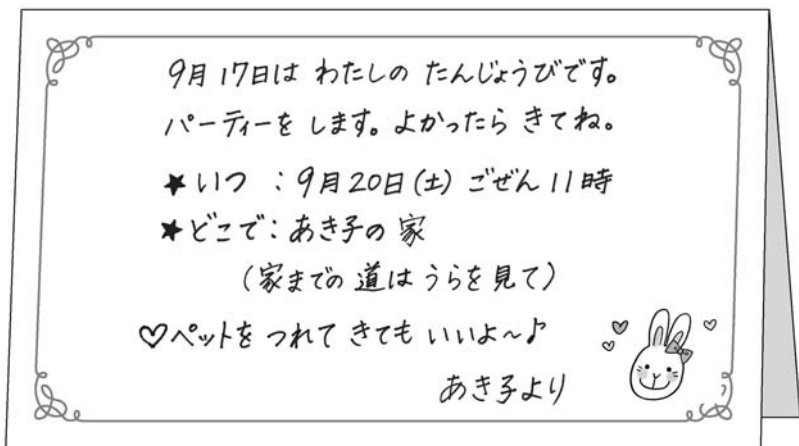 9月17日は わたしの たんじょうびです。
パーティーを します。よかったら きてね。
★いつ ：9月20日(土) ごぜん 11時
★どこで：あき子の 家
（家までの 道は うらを 見て）
♡ペットを つれて きても いいよ〜♪
あき子より